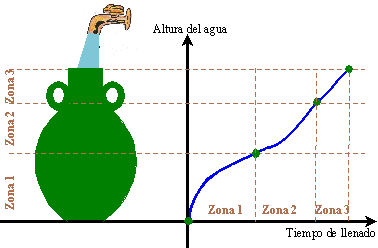 Altura del agua
Zona 3
Zona 2
Zona 1
Zona 1
Zona 2
Zona 3
Tiempo de llenado